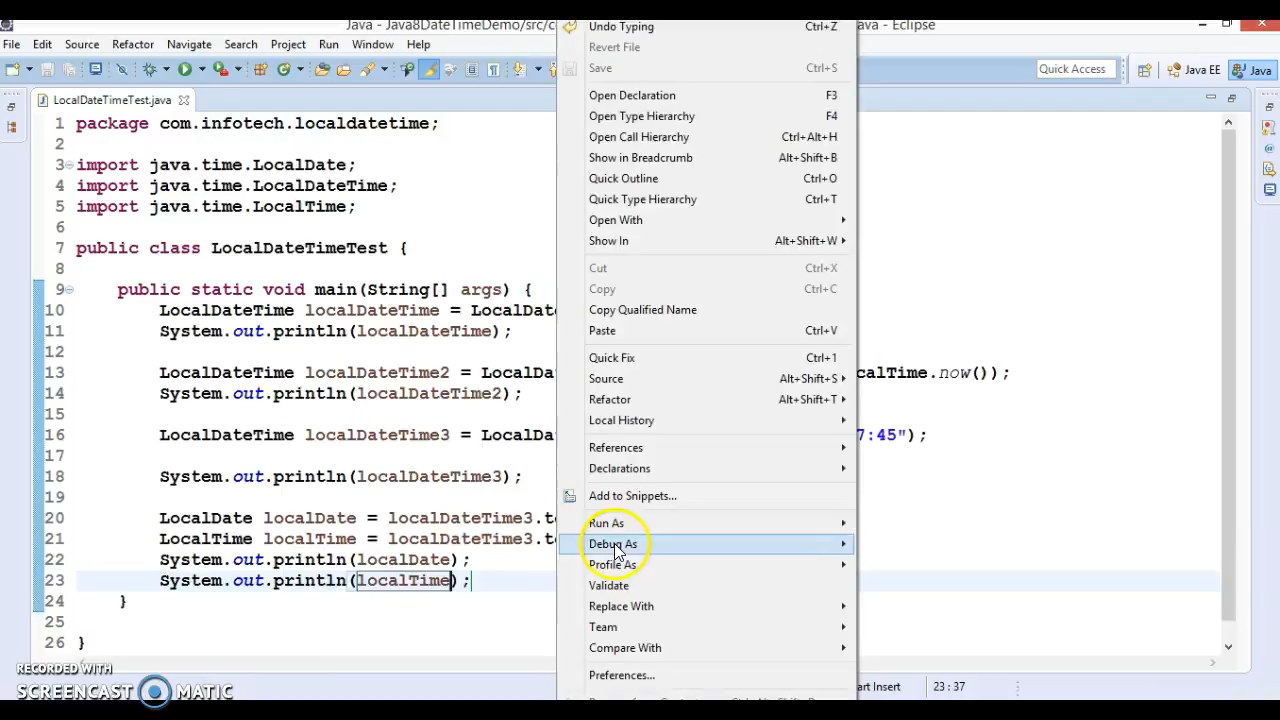 Java - Java8DateTimeDemo/src/c
ava - Eclipse
File Edit Source Refactor Navigate Search Project Run Window Help
Quick Access Java EE Java
LocalDateTimeTest.java
1 package com.infotech.localdatetime;
2
3 import java.time.LocalDate;
4 import java.time.LocalDateTime;
5 import java.time.LocalTime;
6
7 public class LocalDateTimeTest {
8
9 public static void main(String[] args) {
10 LocalDateTime localDateTime = LocalDa
11 System.out.println(localDateTime);
12
13 LocalDateTime localDateTime2 = LocalDa calTime.now());
14 System.out.println(localDateTime2);
15
16 LocalDateTime localDateTime3 = LocalDa 7:45");
17
18 System.out.println(localDateTime3);
19
20 LocalDate localDate = localDateTime3.to
21 LocalTime localTime = localDateTime3.to
22 System.out.println(localDate);
23 System.out.println(localTime);
24 }
25
26 }
Undo Typing Ctrl+Z
Revert File
Save Ctrl+S
Open Declaration F3
Open Type Hierarchy F4
Open Call Hierarchy Ctrl+Alt+H
Show in Breadcrumb Alt+Shift+B
Quick Outline Ctrl+O
Quick Type Hierarchy Ctrl+T
Open With
Show In Alt+Shift+W
Cut Ctrl+X
Copy Ctrl+C
Copy Qualified Name
Paste Ctrl+V
Quick Fix Ctrl+1
Source Alt+Shift+S
Refactor Alt+Shift+T
Local History
References
Declarations
Add to Snippets...
Run As
Debug As
Profile As
Validate
Replace With
Team
Compare With
Preferences...
art Insert 23 : 37
RECORDED WITH
SCREENCAST MATIC